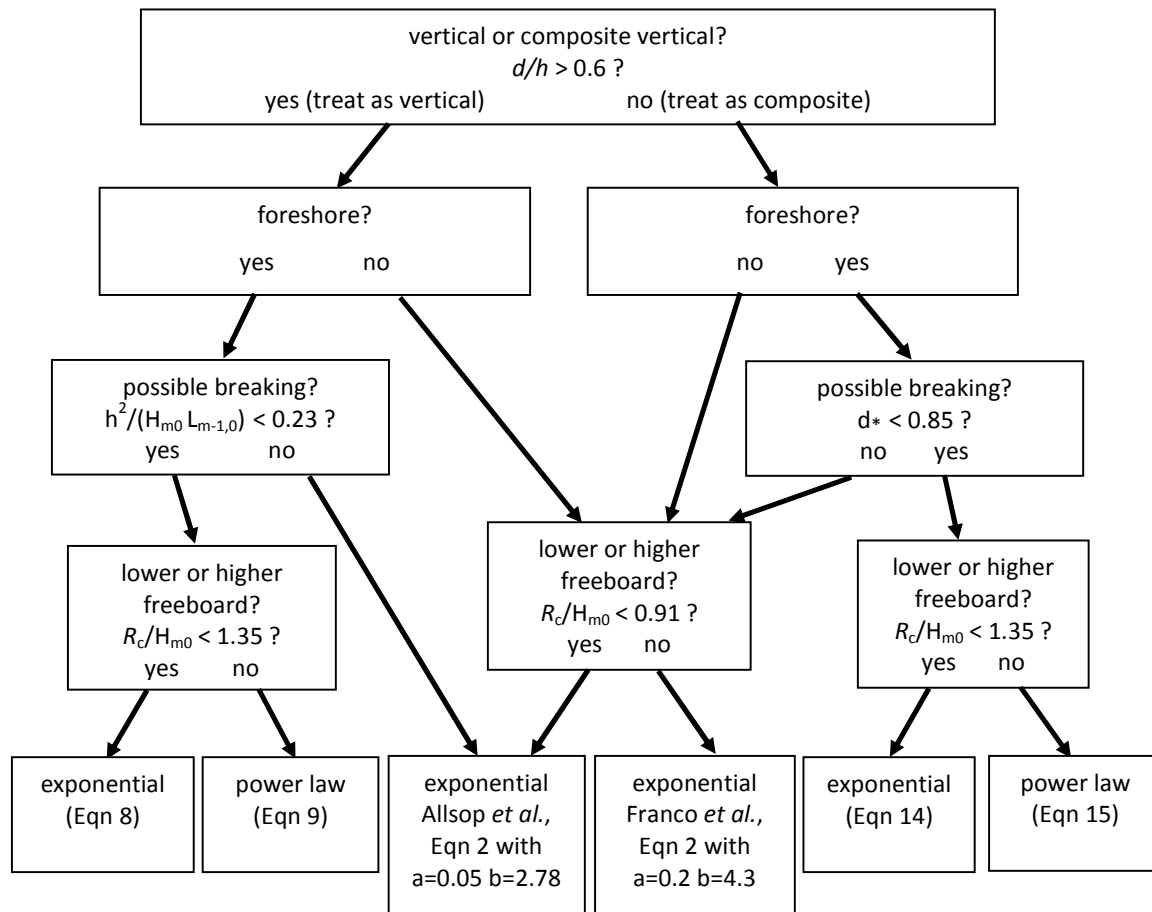 vertical or composite vertical?
d/h > 0.6 ?
yes (treat as vertical) no (treat as composite)
foreshore?
yes no
foreshore?
no yes
possible breaking?
h²/(Hm0 Lm-1,0) < 0.23 ?
yes no
possible breaking?
d* < 0.85 ?
no yes
lower or higher
freeboard?
Rc/Hm0 < 1.35 ?
yes no
lower or higher
freeboard?
Rc/Hm0 < 0.91 ?
yes no
lower or higher
freeboard?
Rc/Hm0 < 1.35 ?
yes no
exponential
(Eqn 8)
power law
(Eqn 9)
exponential
Allsop et al.,
Eqn 2 with
a=0.05 b=2.78
exponential
Franco et al.,
Eqn 2 with
a=0.2 b=4.3
exponential
(Eqn 14)
power law
(Eqn 15)